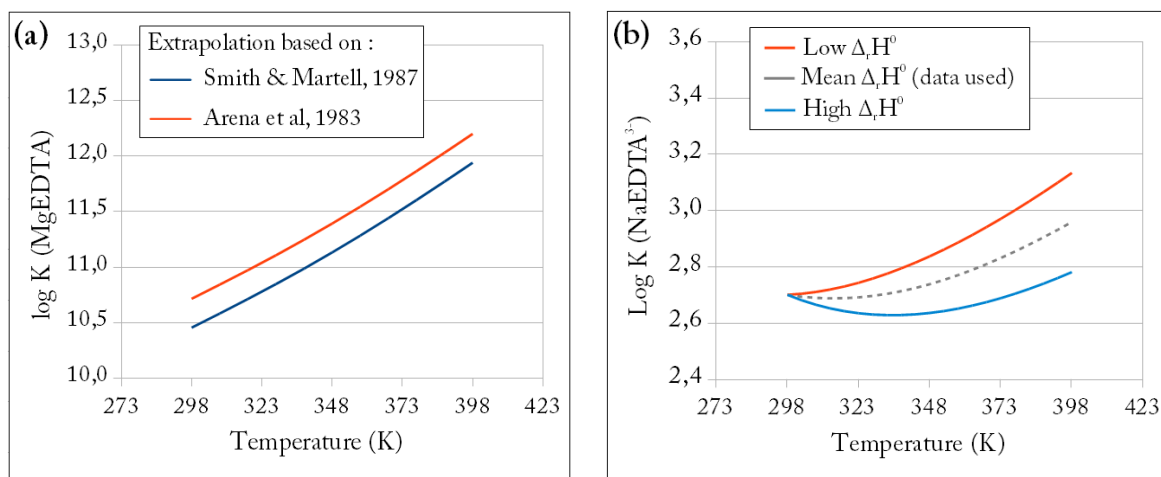 (a)
13,0
12,5
12,0
11,5
11,0
10,5
10,0
log K (MgEDTA)
Extrapolation based on :
Smith & Martell, 1987
Arena et al, 1983
273 298 323 348 373 398 423
Temperature (K)
(b)
3,6
3,4
3,2
3,0
2,8
2,6
2,4
Log K (NaEDTA³⁻)
Low ΔᵣH⁰
Mean ΔᵣH⁰ (data used)
High ΔᵣH⁰
273 298 323 348 373 398 423
Temperature (K)